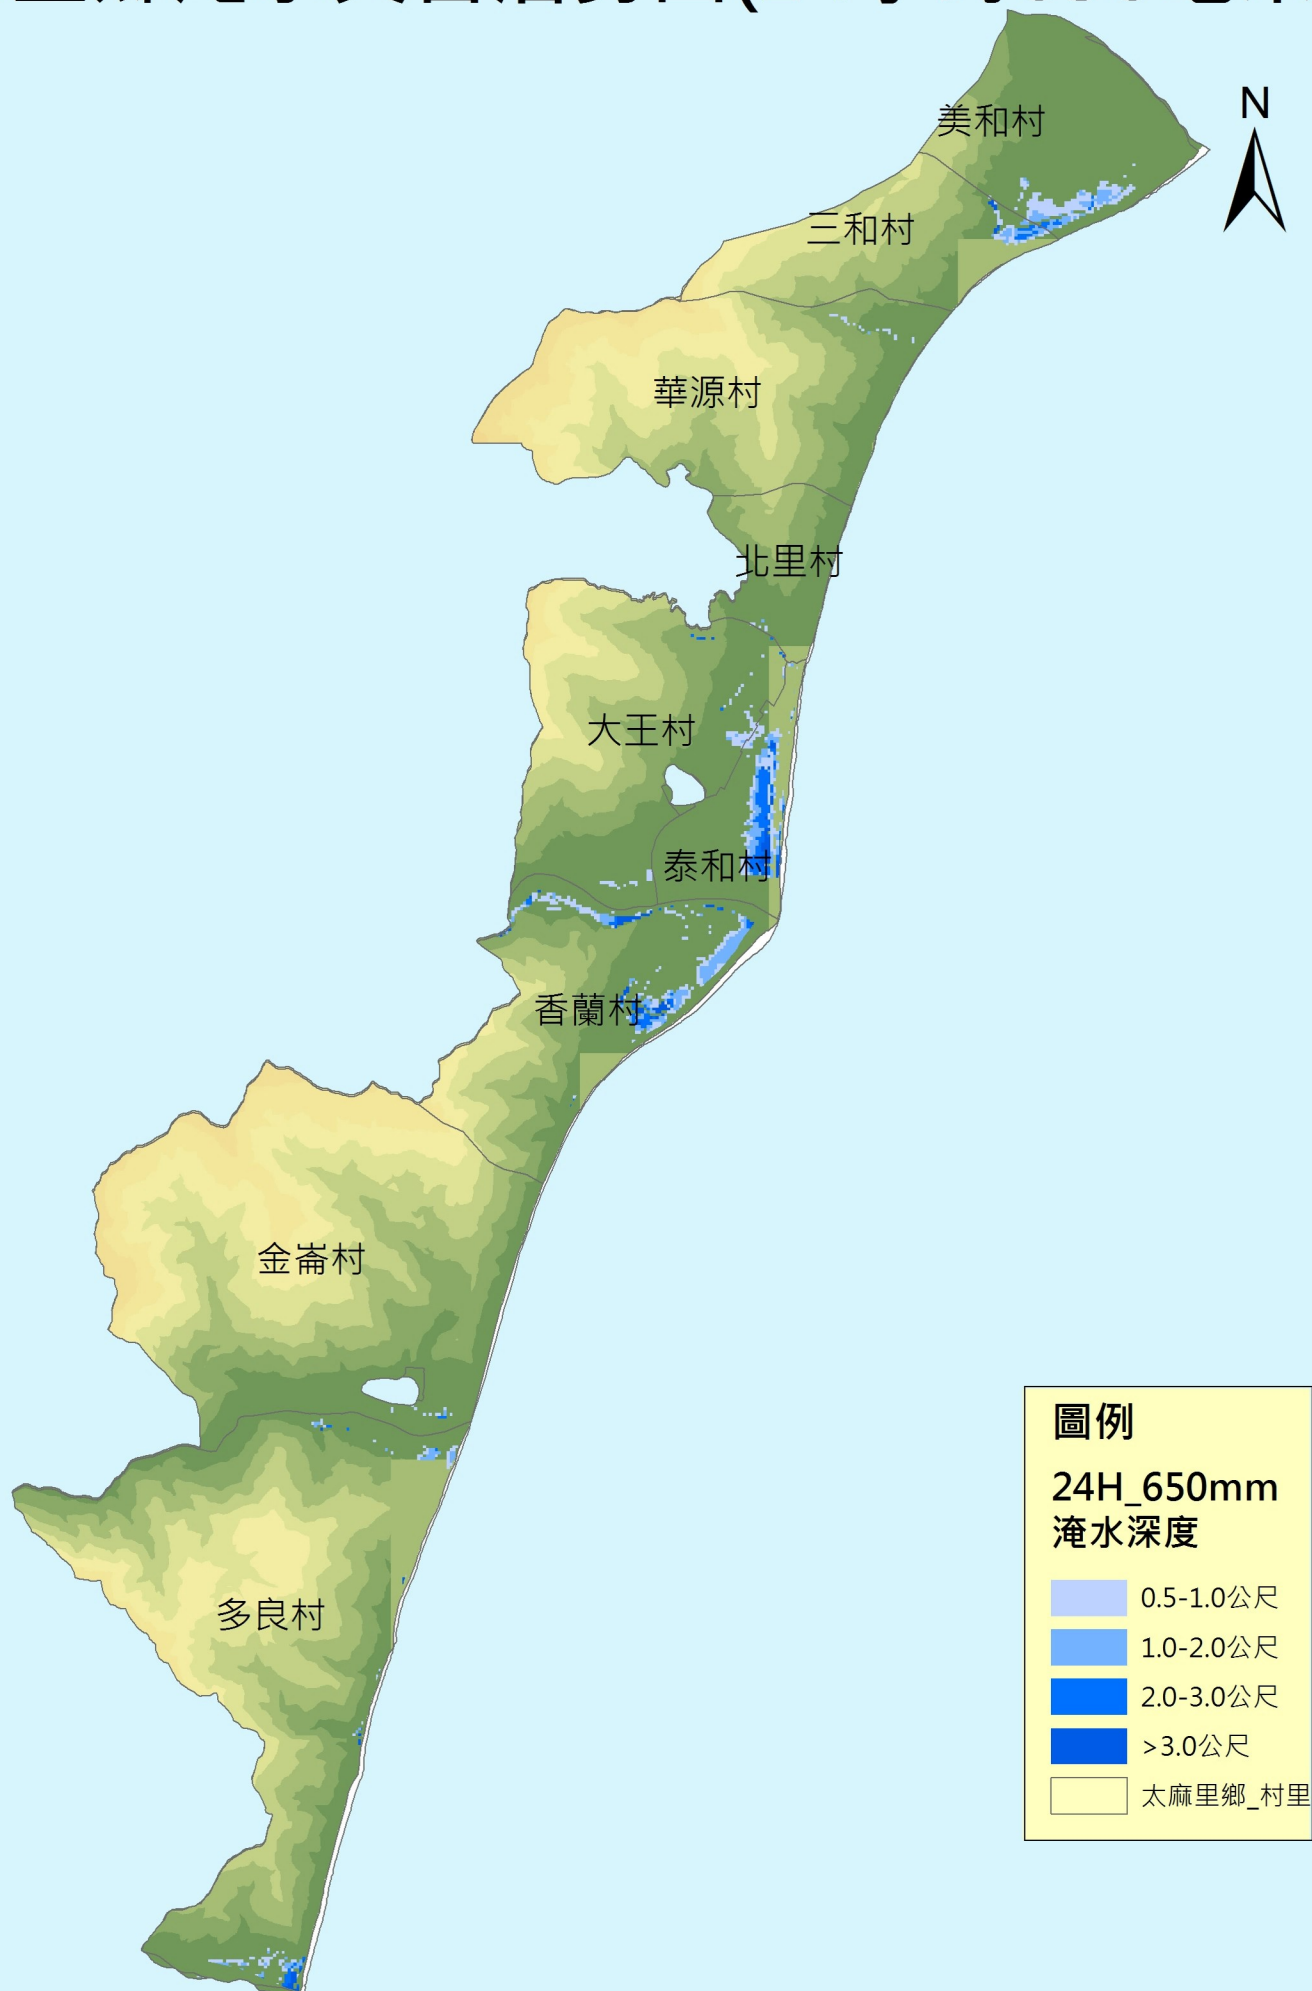 N
美和村
三和村
華源村
北里村
大王村
泰和村
香蘭村
金崙村
多良村
圖例
24H_650mm
淹水深度
0.5-1.0公尺
1.0-2.0公尺
2.0-3.0公尺
>3.0公尺
太麻里鄉_村里